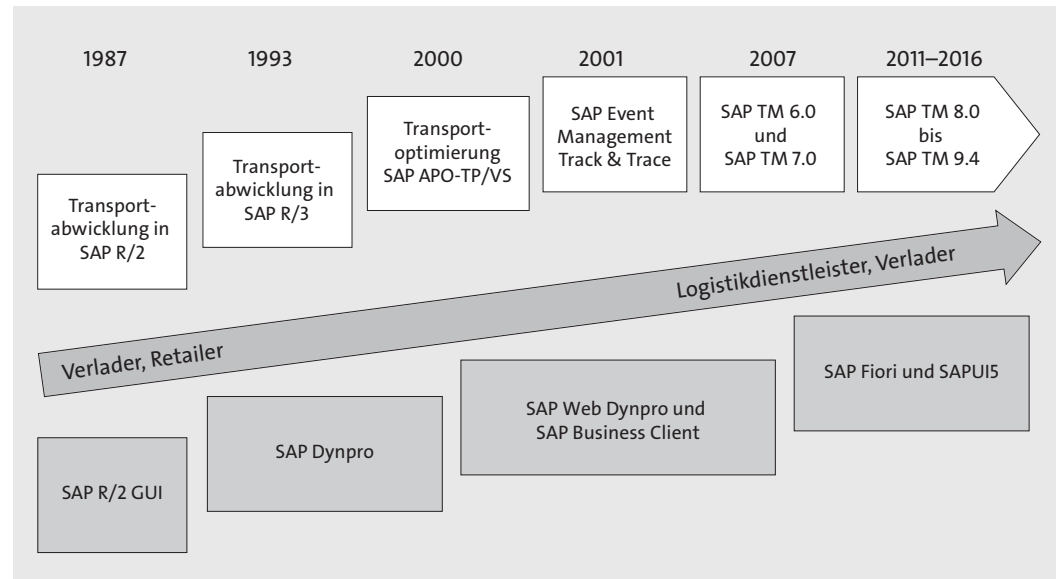 1987
1993
2000
2001
2007
2011–2016
Transport-
abwicklung in
SAP R/2
Transport-
abwicklung in
SAP R/3
Transport-
optimierung
SAP APO-TP/VS
SAP Event
Management
Track & Trace
SAP TM 6.0
und
SAP TM 7.0
SAP TM 8.0
bis
SAP TM 9.4
Verlader, Retailer
Logistikdienstleister, Verlader
SAP R/2 GUI
SAP Dynpro
SAP Web Dynpro und
SAP Business Client
SAP Fiori und SAPUI5